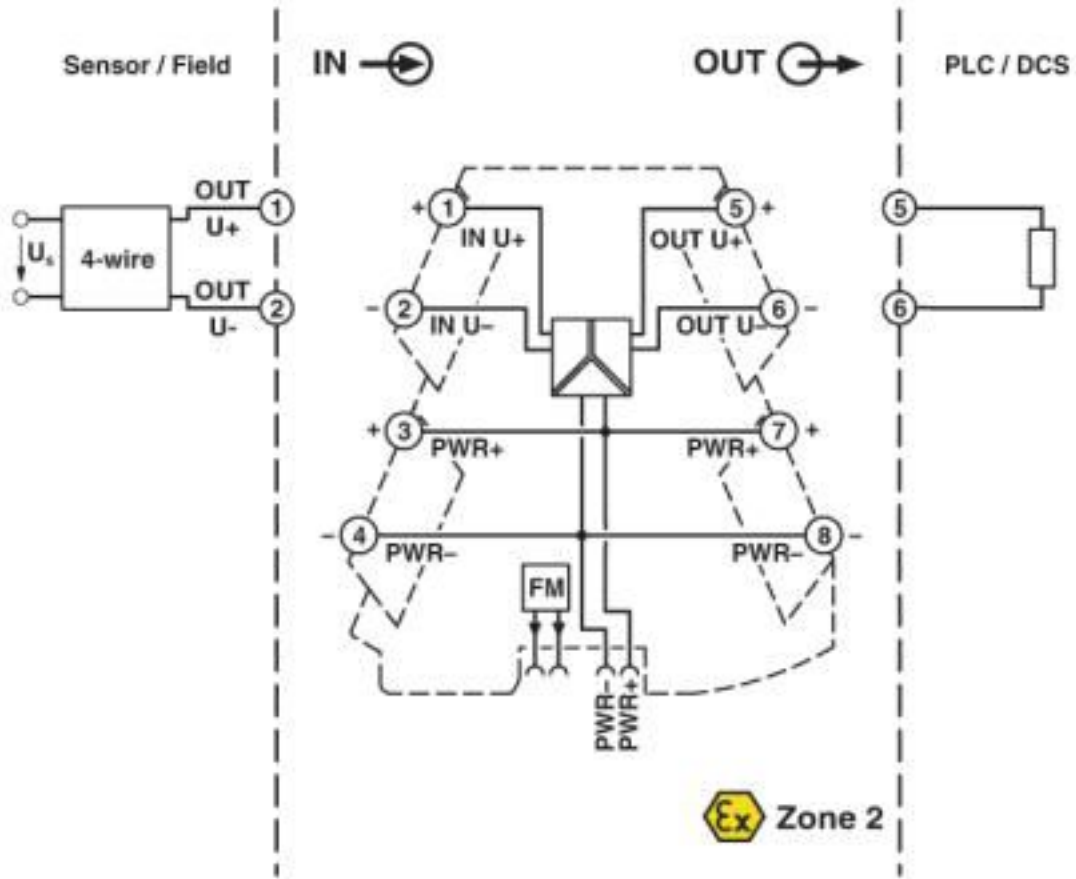 Sensor / Field
IN
OUT
PLC / DCS
OUT
1
U+
Us
4-wire
OUT
2
U-
+ 1
IN U+
5 +
OUT U+
- 2
IN U–
6 -
OUT U–
5
6
+ 3
PWR+
7 +
PWR+
- 4
PWR–
8 -
PWR–
FM
PWR–
PWR+
Ex Zone 2